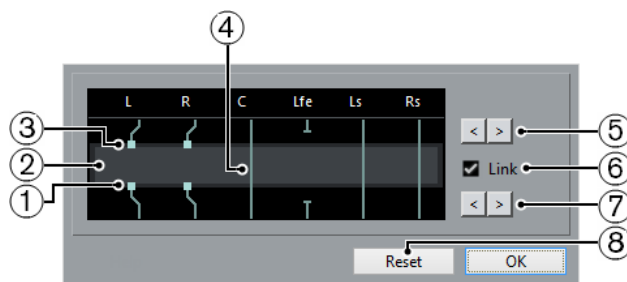 ④
L R C Lfe Ls Rs
③ < > ⑤
② Link ⑥
① < > ⑦
⑧
Reset OK